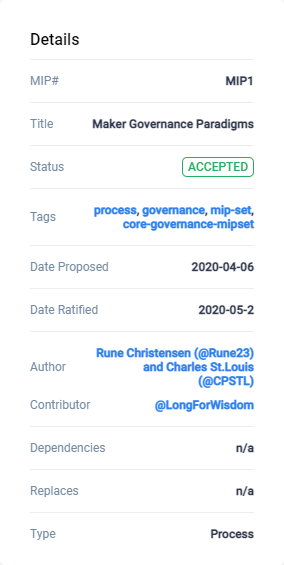 Details
MIP# MIP1
Title Maker Governance Paradigms
Status ACCEPTED
Tags process, governance, mip-set,
core-governance-mipset
Date Proposed 2020-04-06
Date Ratified 2020-05-2
Author Rune Christensen (@Rune23)
and Charles St.Louis
(@CPSTL)
Contributor @LongForWisdom
Dependencies n/a
Replaces n/a
Type Process